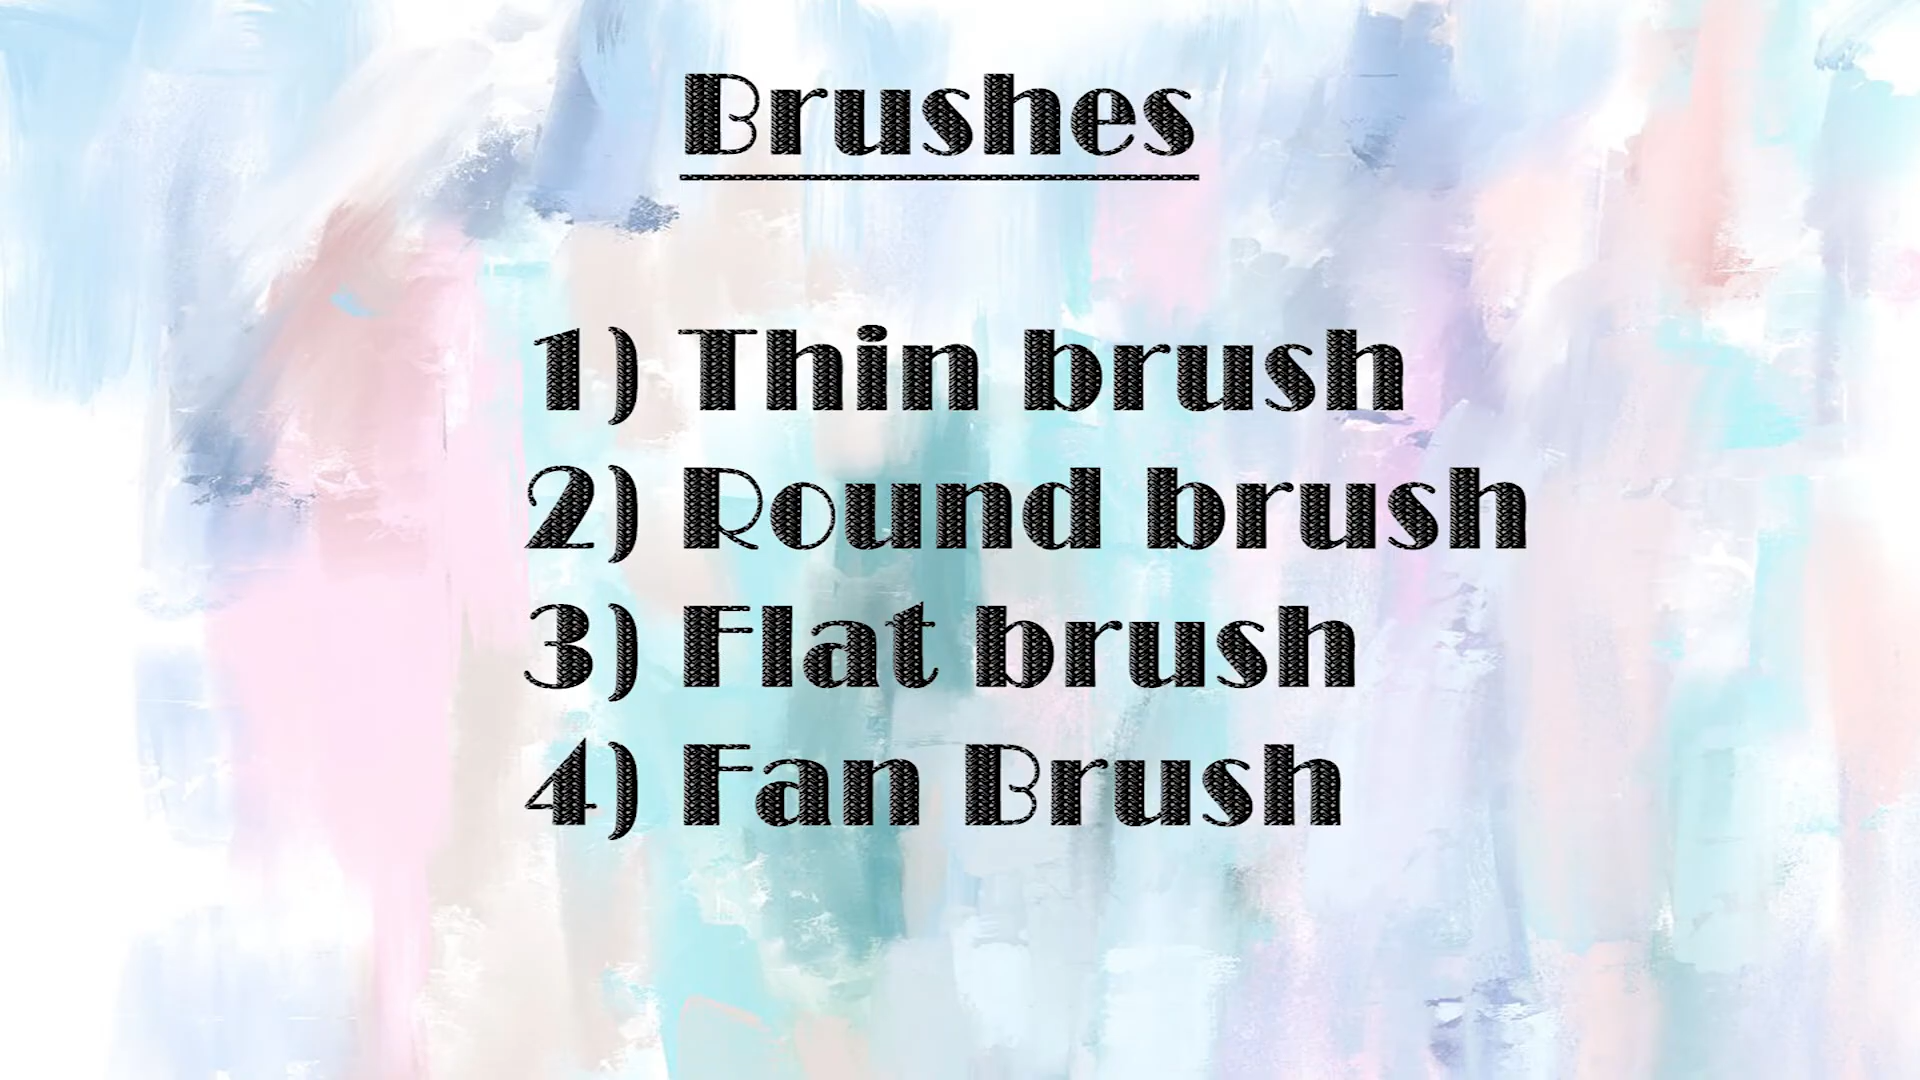 Brushes
1) Thin brush
2) Round brush
3) Flat brush
4) Fan Brush